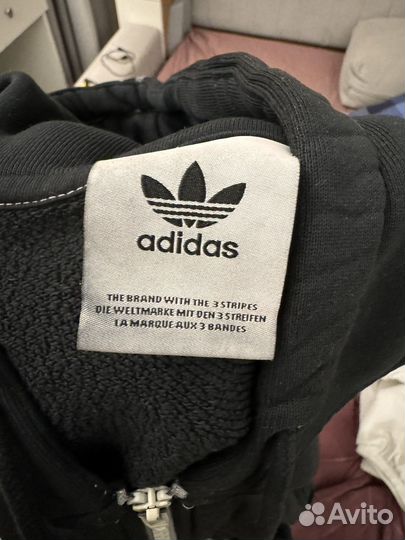 adidas
THE BRAND WITH THE 3 STRIPES
DIE WELTMARKE MIT DEN 3 STREIFEN
LA MARQUE AUX 3 BANDES
Avito